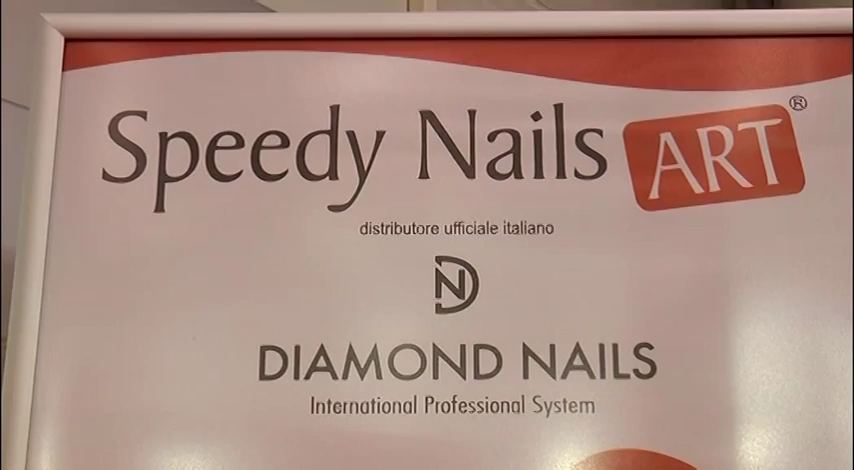 Speedy Nails ART®
distributore ufficiale italiano
DN
DIAMOND NAILS
International Professional System